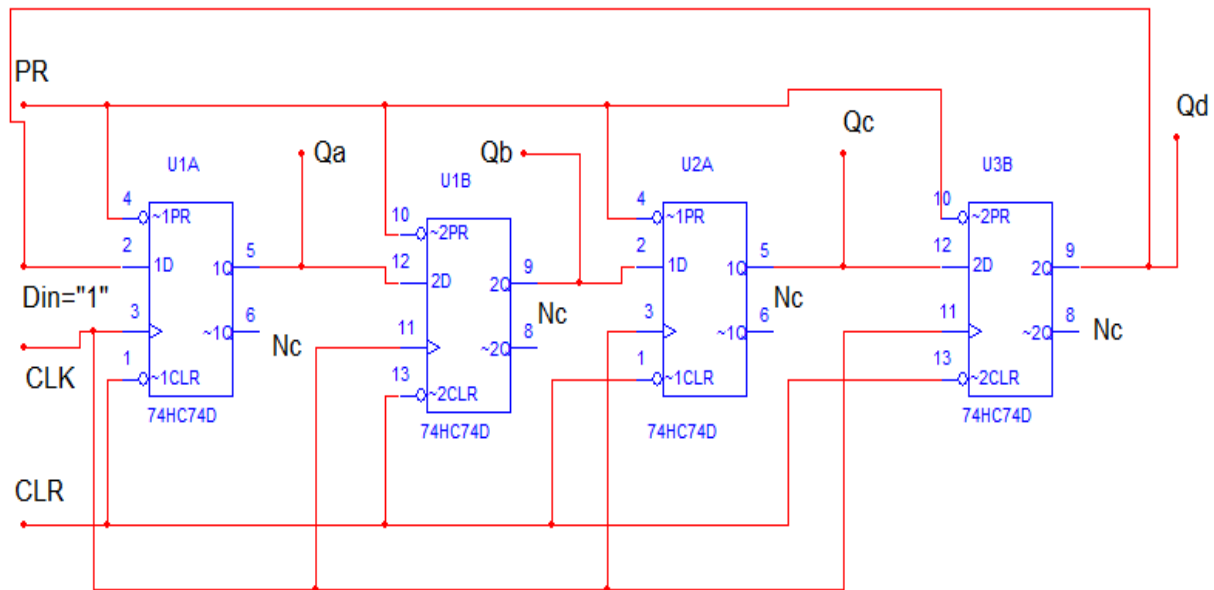 PR
Qa
Qb
Qc
Qd
U1A
U1B
U2A
U3B
4 ~1PR
2 1D 1Q 5
3 ~1Q 6
1 ~1CLR
74HC74D
10 ~2PR
12 2D 2Q 9
11 ~2Q 8
13 ~2CLR
74HC74D
4 ~1PR
2 1D 1Q 5
3 ~1Q 6
1 ~1CLR
74HC74D
10 ~2PR
12 2D 2Q 9
11 ~2Q 8
13 ~2CLR
74HC74D
Din="1"
Nc
Nc
Nc
Nc
CLK
CLR